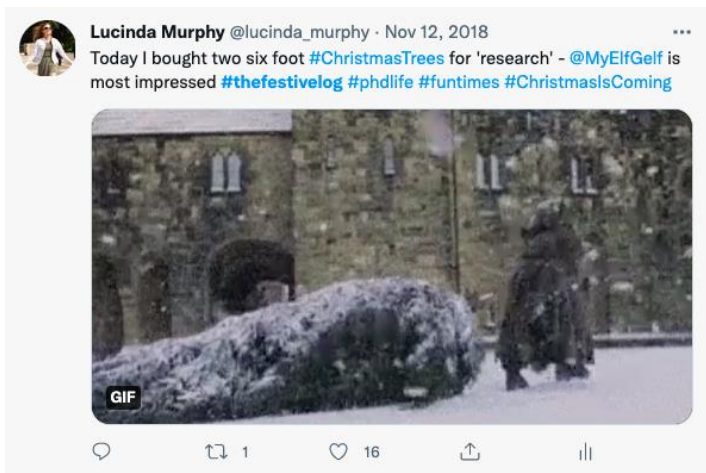 Lucinda Murphy @lucinda_murphy · Nov 12, 2018
Today I bought two six foot #ChristmasTrees for 'research' - @MyElfGelf is
most impressed #thefestivelog #phdlife #funtimes #ChristmasIsComing
GIF
1 16